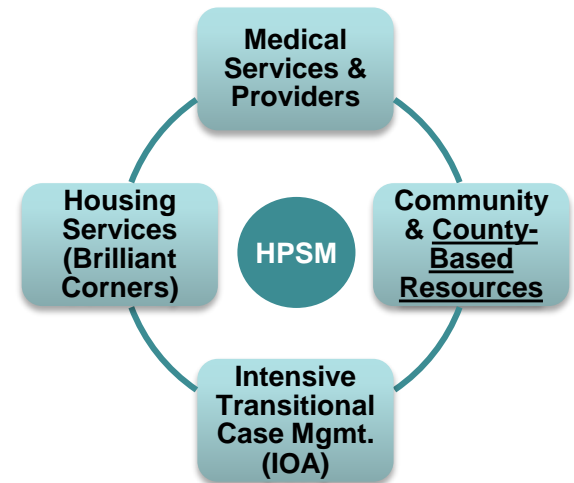 Medical
Services &
Providers
Housing
Services
(Brilliant
Corners)
HPSM
Community
& County-
Based
Resources
Intensive
Transitional
Case Mgmt.
(IOA)